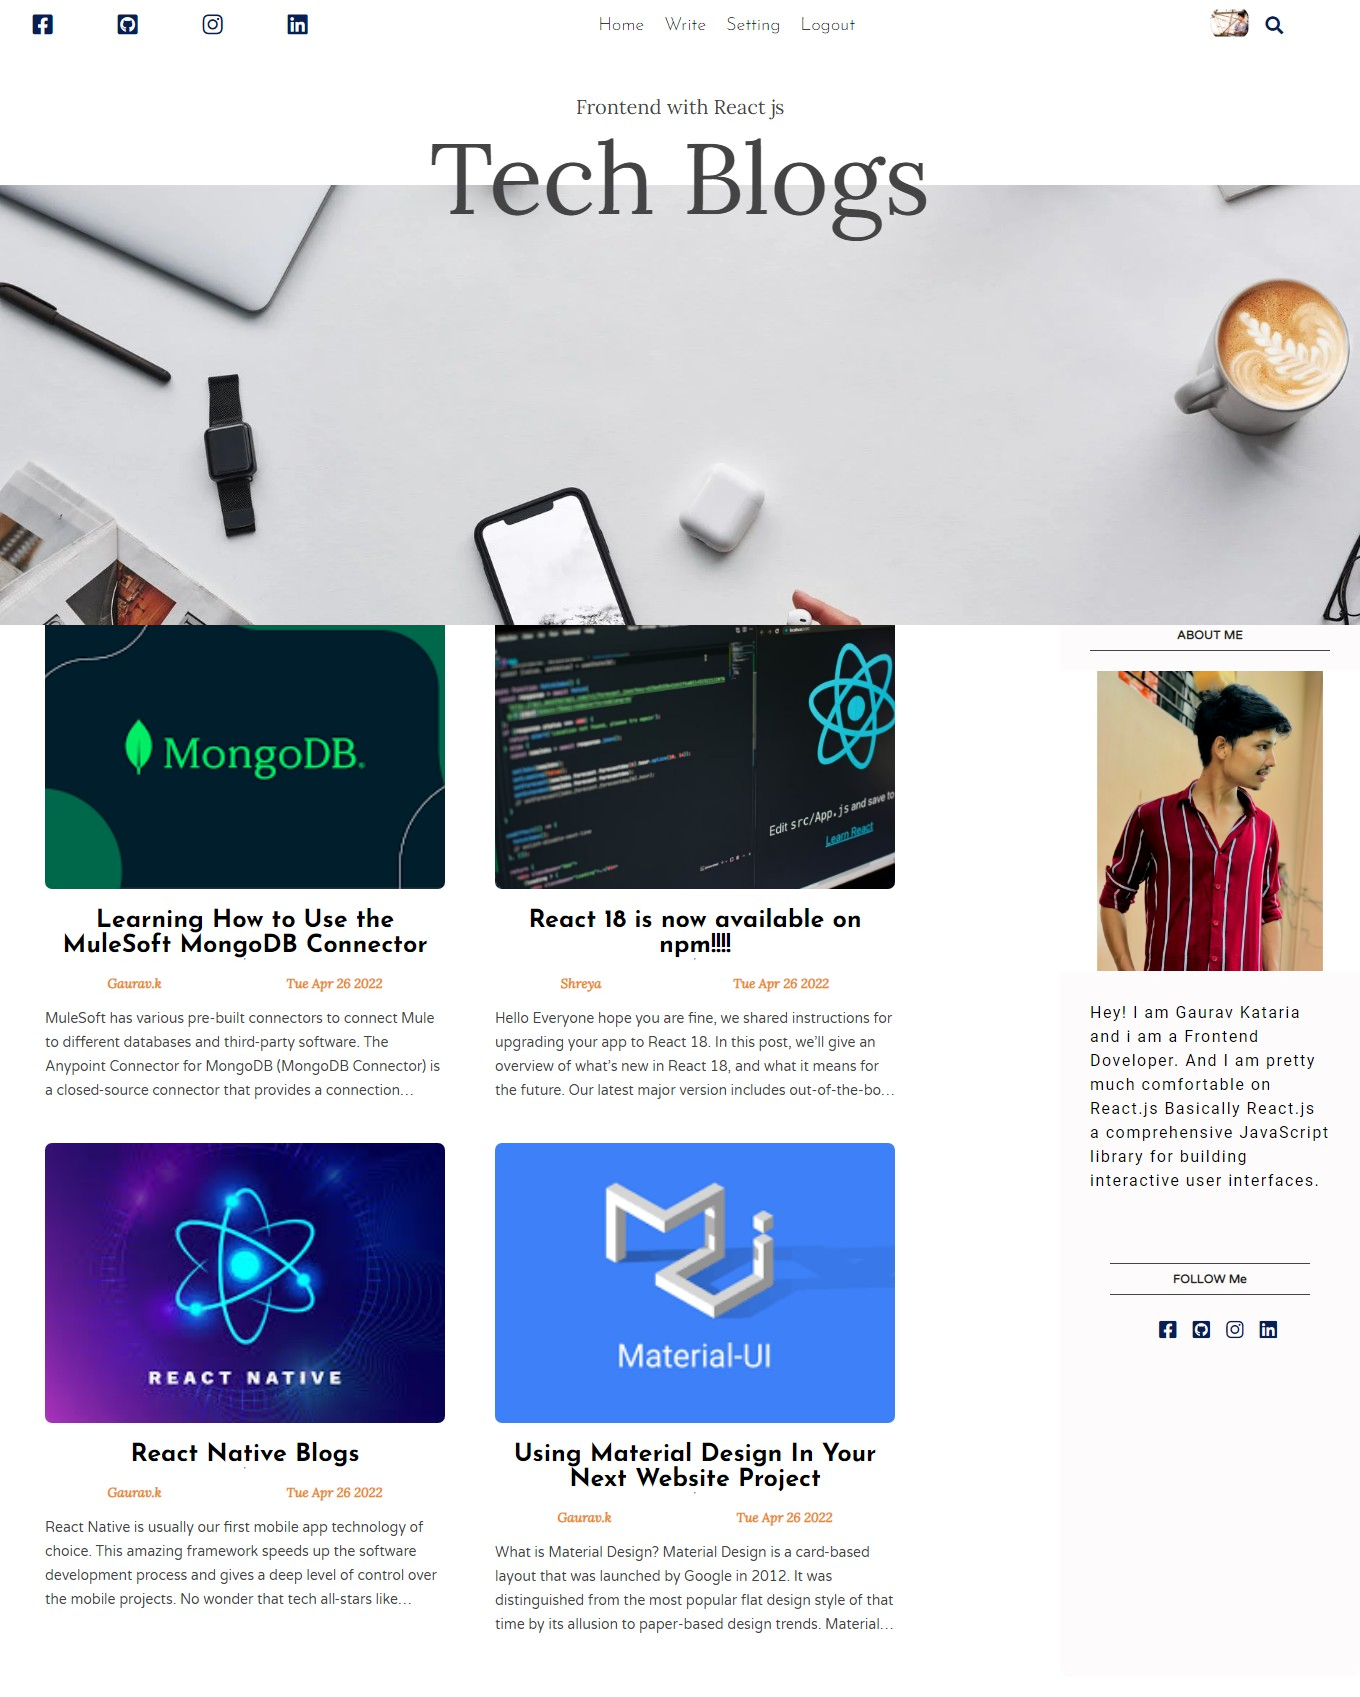 Home Write Setting Logout
Frontend with React js
Tech Blogs
MongoDB.
Edit src/App.js and save to
Learn React
Learning How to Use the
MuleSoft MongoDB Connector
Gaurav.k Tue Apr 26 2022
MuleSoft has various pre-built connectors to connect Mule
to different databases and third-party software. The
Anypoint Connector for MongoDB (MongoDB Connector) is
a closed-source connector that provides a connection…
React 18 is now available on
npm!!!!
Shreya Tue Apr 26 2022
Hello Everyone hope you are fine, we shared instructions for
upgrading your app to React 18. In this post, we’ll give an
overview of what’s new in React 18, and what it means for
the future. Our latest major version includes out-of-the-bo…
REACT NATIVE
React Native Blogs
Gaurav.k Tue Apr 26 2022
React Native is usually our first mobile app technology of
choice. This amazing framework speeds up the software
development process and gives a deep level of control over
the mobile projects. No wonder that tech all-stars like…
Material-UI
Using Material Design In Your
Next Website Project
Gaurav.k Tue Apr 26 2022
What is Material Design? Material Design is a card-based
layout that was launched by Google in 2012. It was
distinguished from the most popular flat design style of that
time by its allusion to paper-based design trends. Material…
ABOUT ME
Hey! I am Gaurav Kataria
and i am a Frontend
Doveloper. And I am pretty
much comfortable on
React.js Basically React.js
a comprehensive JavaScript
library for building
interactive user interfaces.
FOLLOW Me